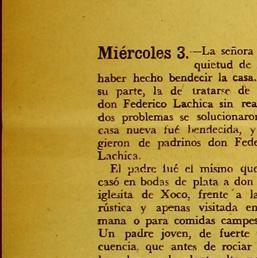 Miércoles 3.—La señora
quietud de
haber hecho bendecir la casa.
su parte, la de tratarse de
don Federico Lachica sin rea
dos problemas se solucionaron
casa nueva fué bendecida, y
gieron de padrinos don Fede
Lachica.
El padre fué el mismo que
casó en bodas de plata a don
iglesita de Xoco, frente a la
rústica y apenas visitada en
mana o para comidas campes
Un padre joven, de fuerte
cuencia, que antes de rociar